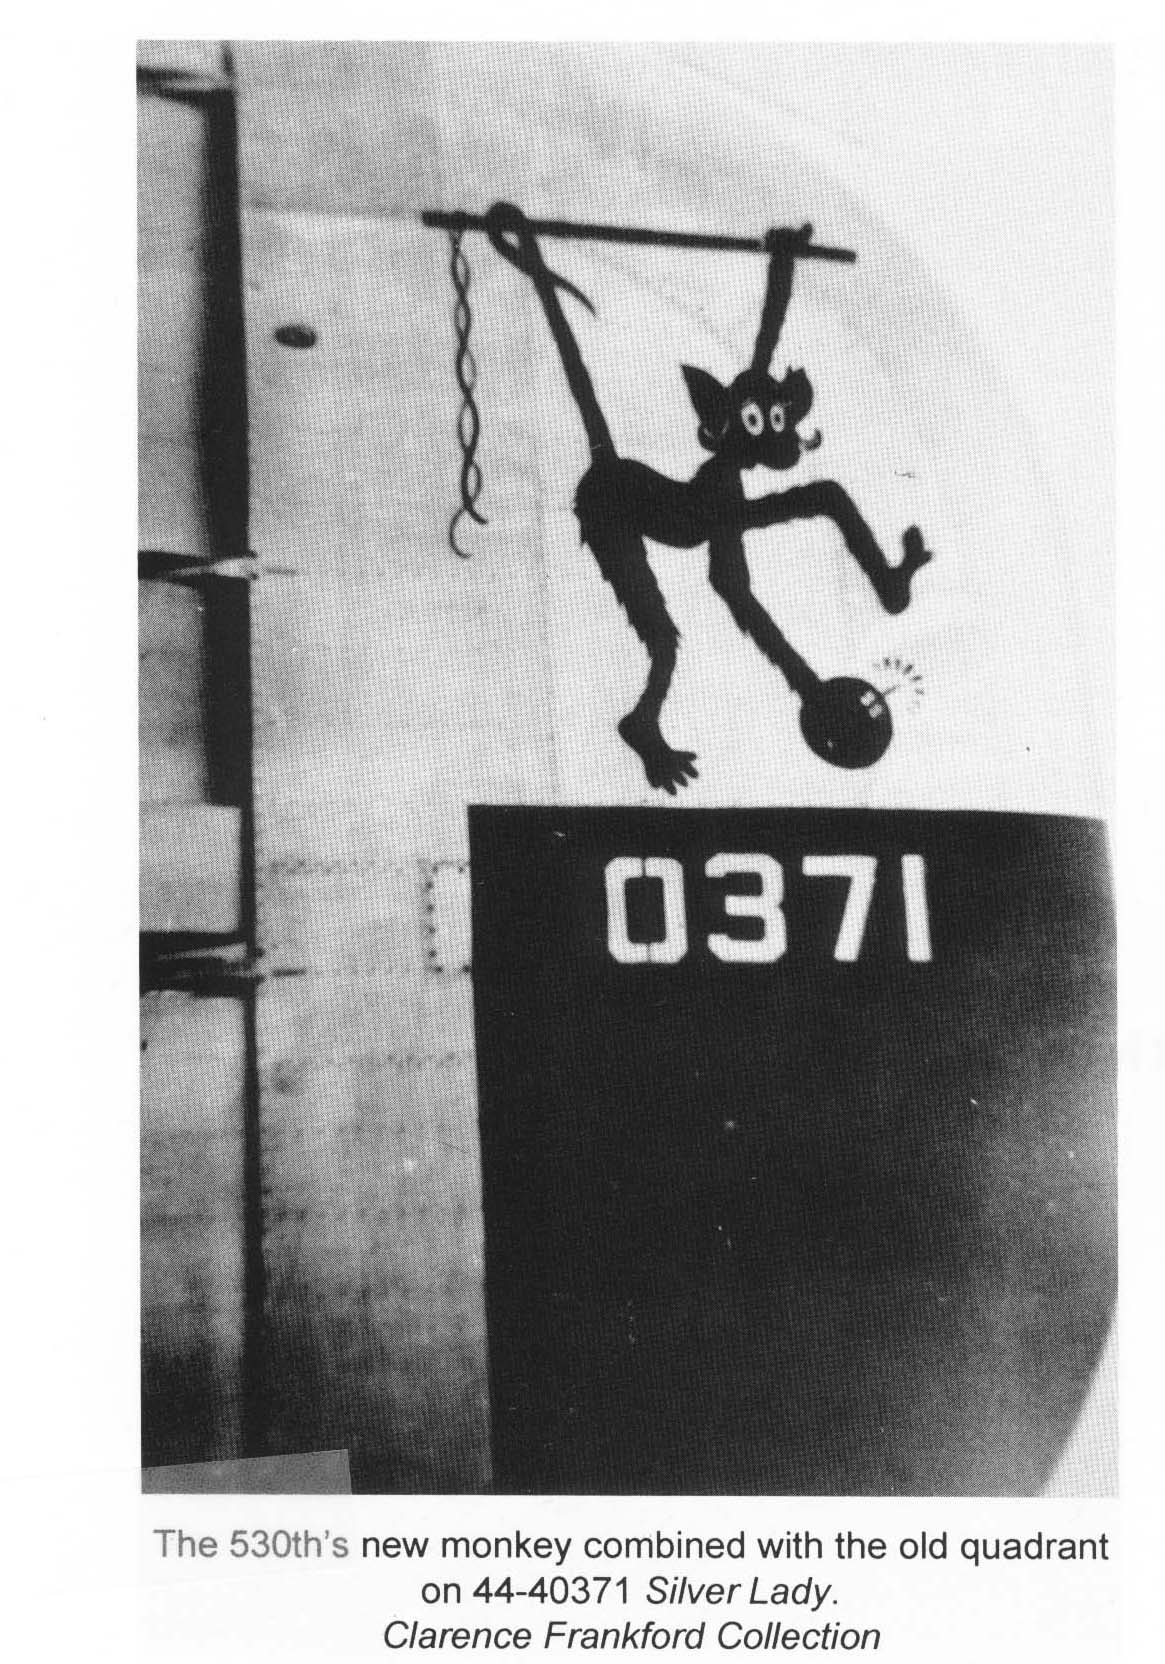 0371
The 530th's new monkey combined with the old quadrant
on 44-40371 Silver Lady.
Clarence Frankford Collection